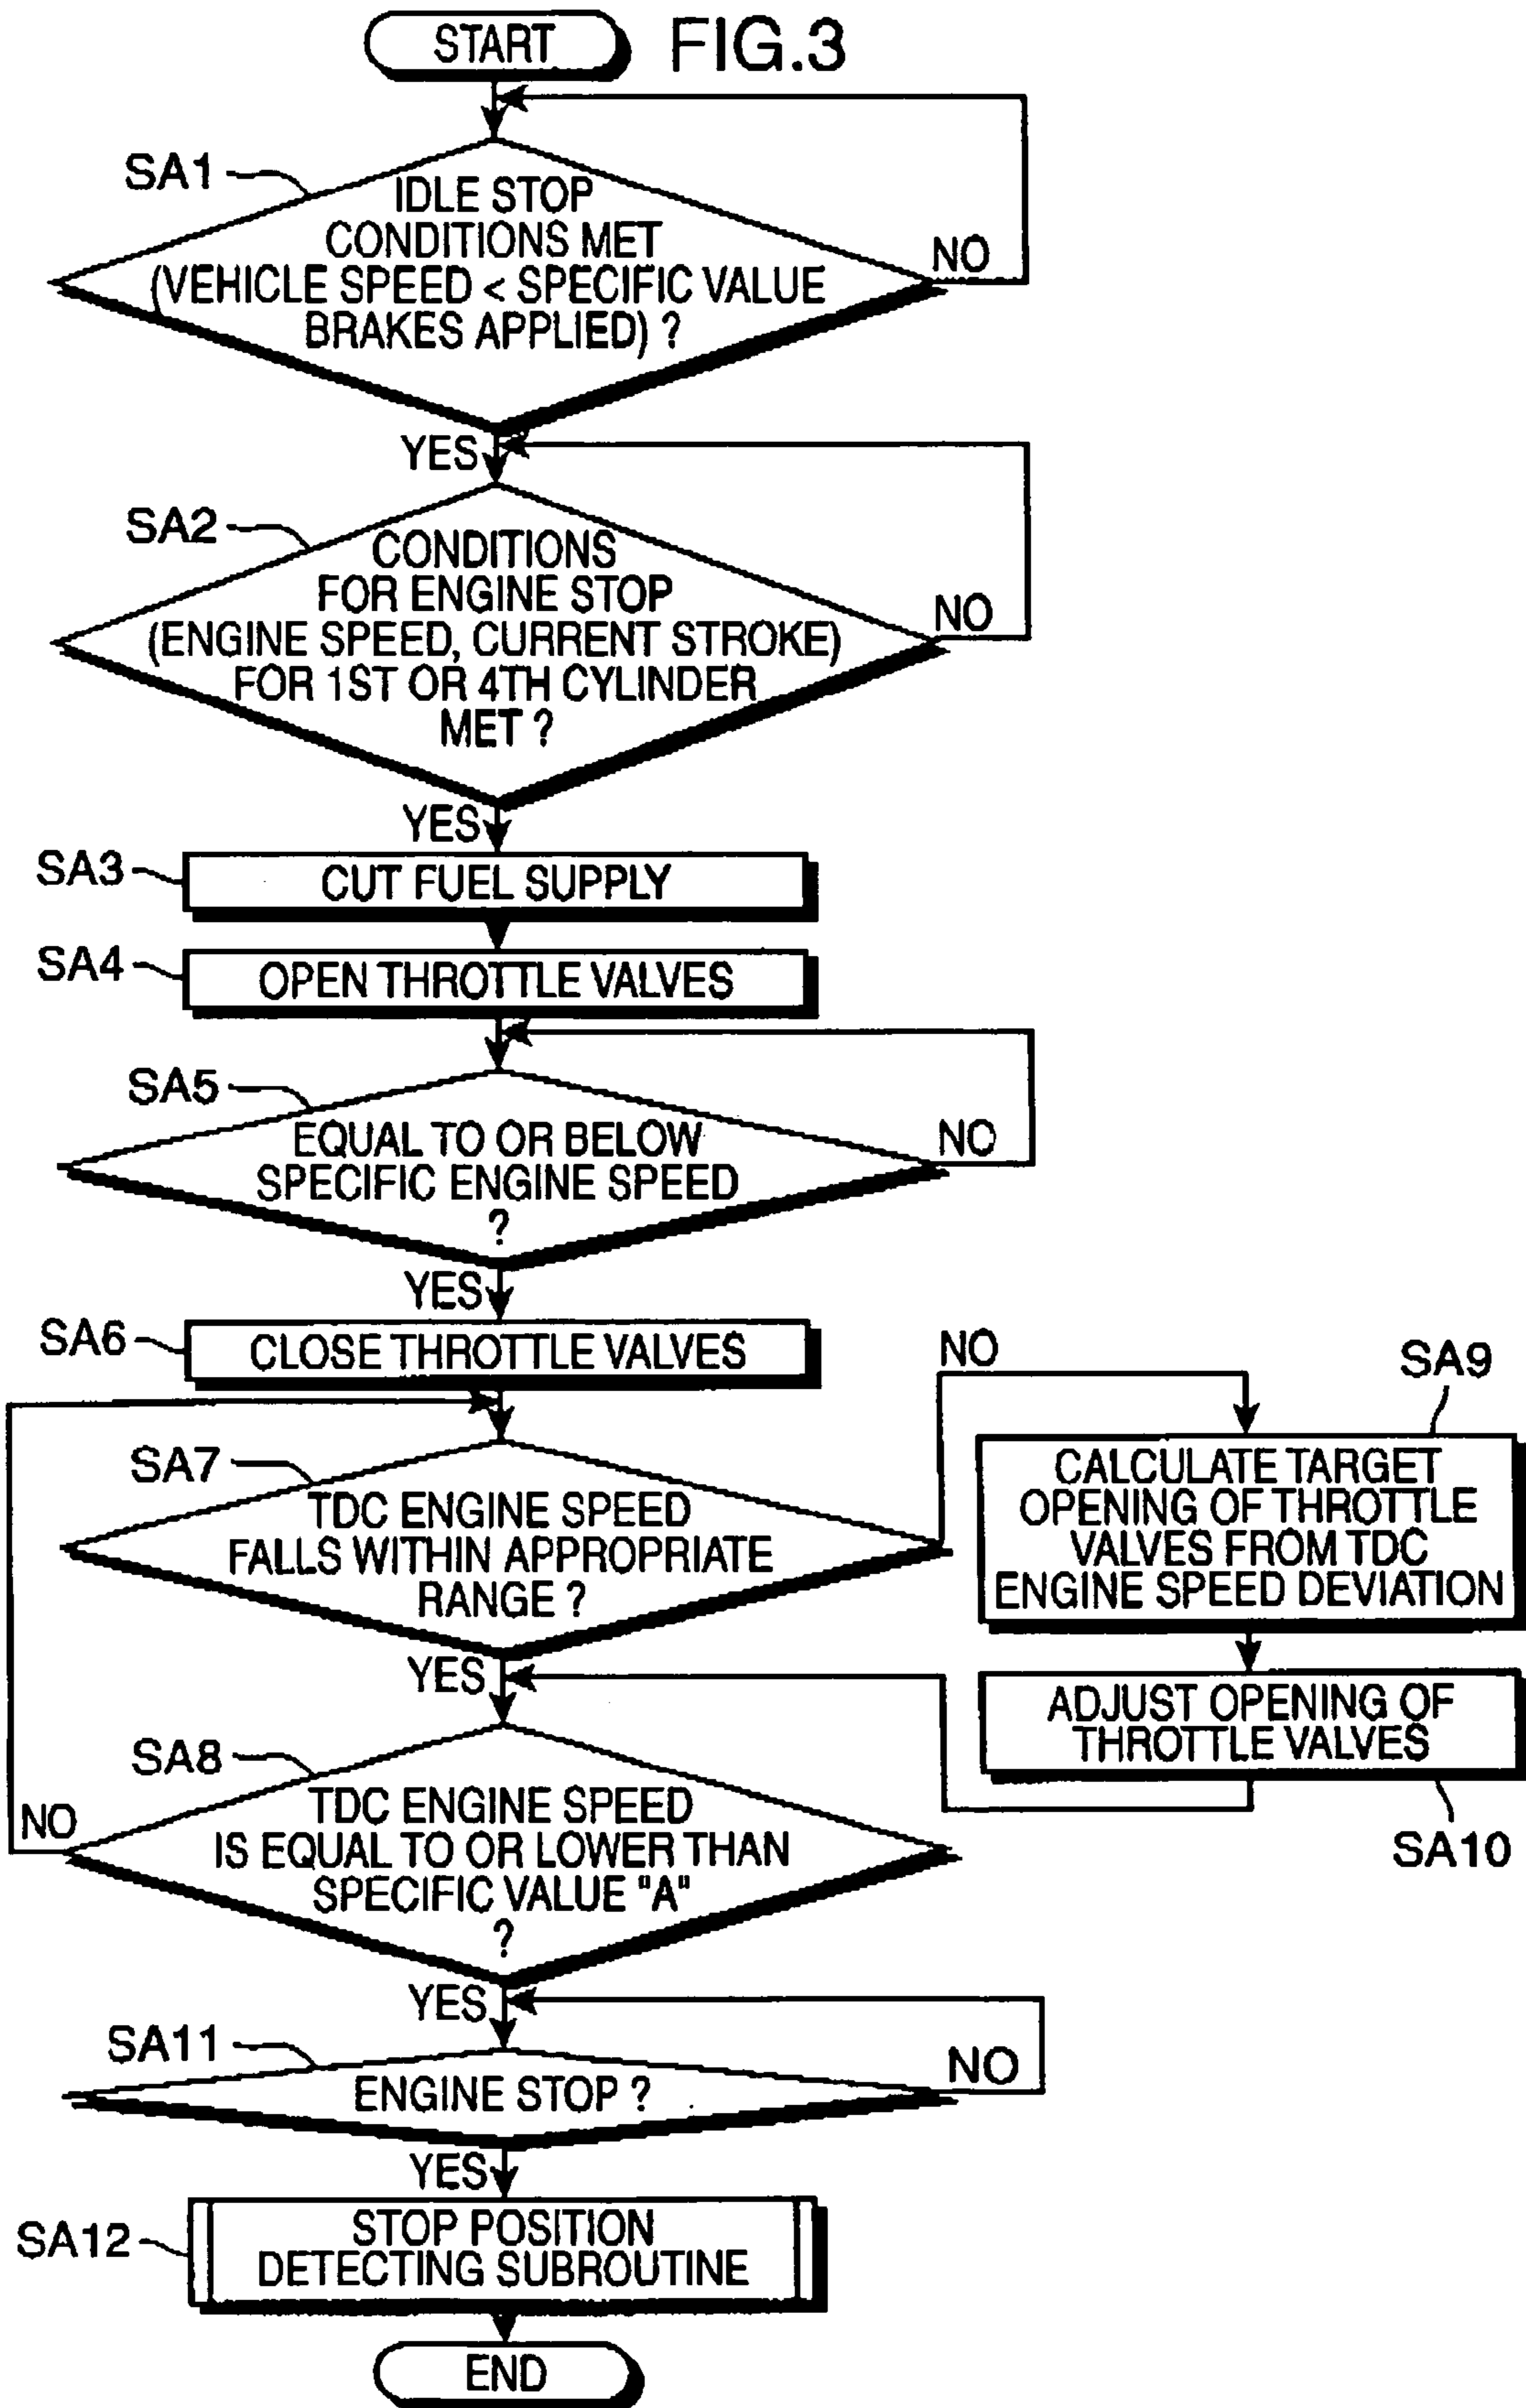 START
FIG.3
SA1
IDLE STOP
CONDITIONS MET
(VEHICLE SPEED < SPECIFIC VALUE
BRAKES APPLIED) ?
NO
YES
SA2
CONDITIONS
FOR ENGINE STOP
(ENGINE SPEED, CURRENT STROKE)
FOR 1ST OR 4TH CYLINDER
MET ?
NO
YES
SA3
CUT FUEL SUPPLY
SA4
OPEN THROTTLE VALVES
SA5
EQUAL TO OR BELOW
SPECIFIC ENGINE SPEED
?
NO
YES
SA6
CLOSE THROTTLE VALVES
SA7
TDC ENGINE SPEED
FALLS WITHIN APPROPRIATE
RANGE ?
NO
SA9
CALCULATE TARGET
OPENING OF THROTTLE
VALVES FROM TDC
ENGINE SPEED DEVIATION
YES
ADJUST OPENING OF
THROTTLE VALVES
SA10
SA8
TDC ENGINE SPEED
IS EQUAL TO OR LOWER THAN
SPECIFIC VALUE "A"
?
NO
YES
SA11
ENGINE STOP ?
NO
YES
SA12
STOP POSITION
DETECTING SUBROUTINE
END